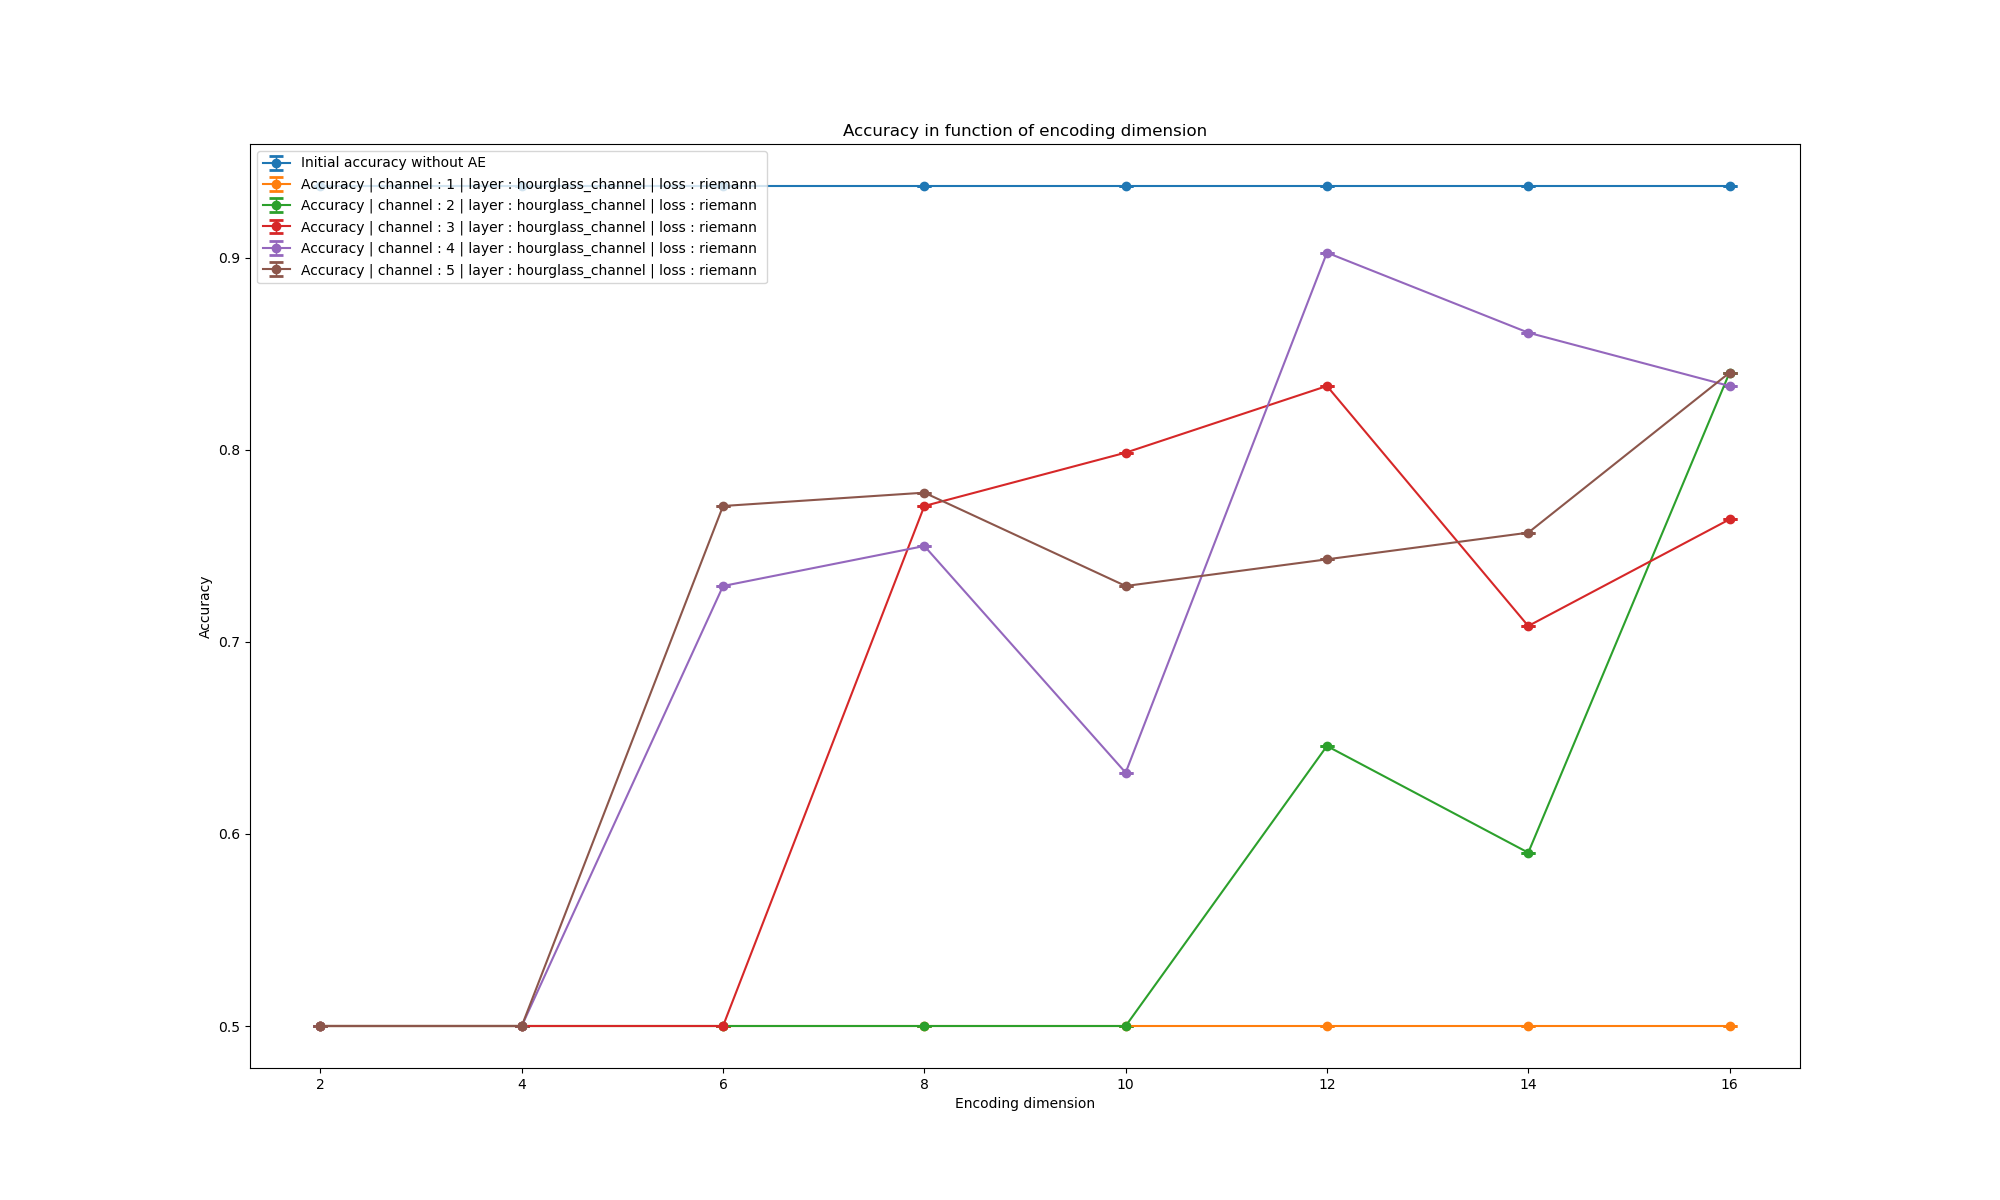 Accuracy in function of encoding dimension
Initial accuracy without AE
Accuracy | channel : 1 | layer : hourglass_channel | loss : riemann
Accuracy | channel : 2 | layer : hourglass_channel | loss : riemann
Accuracy | channel : 3 | layer : hourglass_channel | loss : riemann
Accuracy | channel : 4 | layer : hourglass_channel | loss : riemann
Accuracy | channel : 5 | layer : hourglass_channel | loss : riemann
0.9
0.8
0.7
0.6
0.5
Accuracy
2 4 6 8 10 12 14 16
Encoding dimension